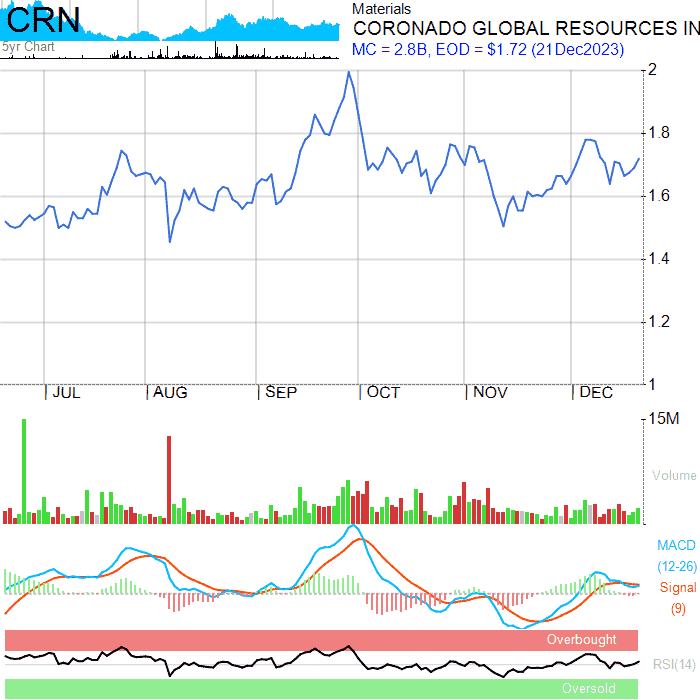 CRN
Materials
CORONADO GLOBAL RESOURCES IN
5yr Chart
MC = 2.8B, EOD = $1.72 (21Dec2023)
2
1.8
1.6
1.4
1.2
1
JUL AUG SEP OCT NOV DEC
15M
Volume
MACD
(12-26)
Signal
(9)
Overbought
RSI(14)
Oversold